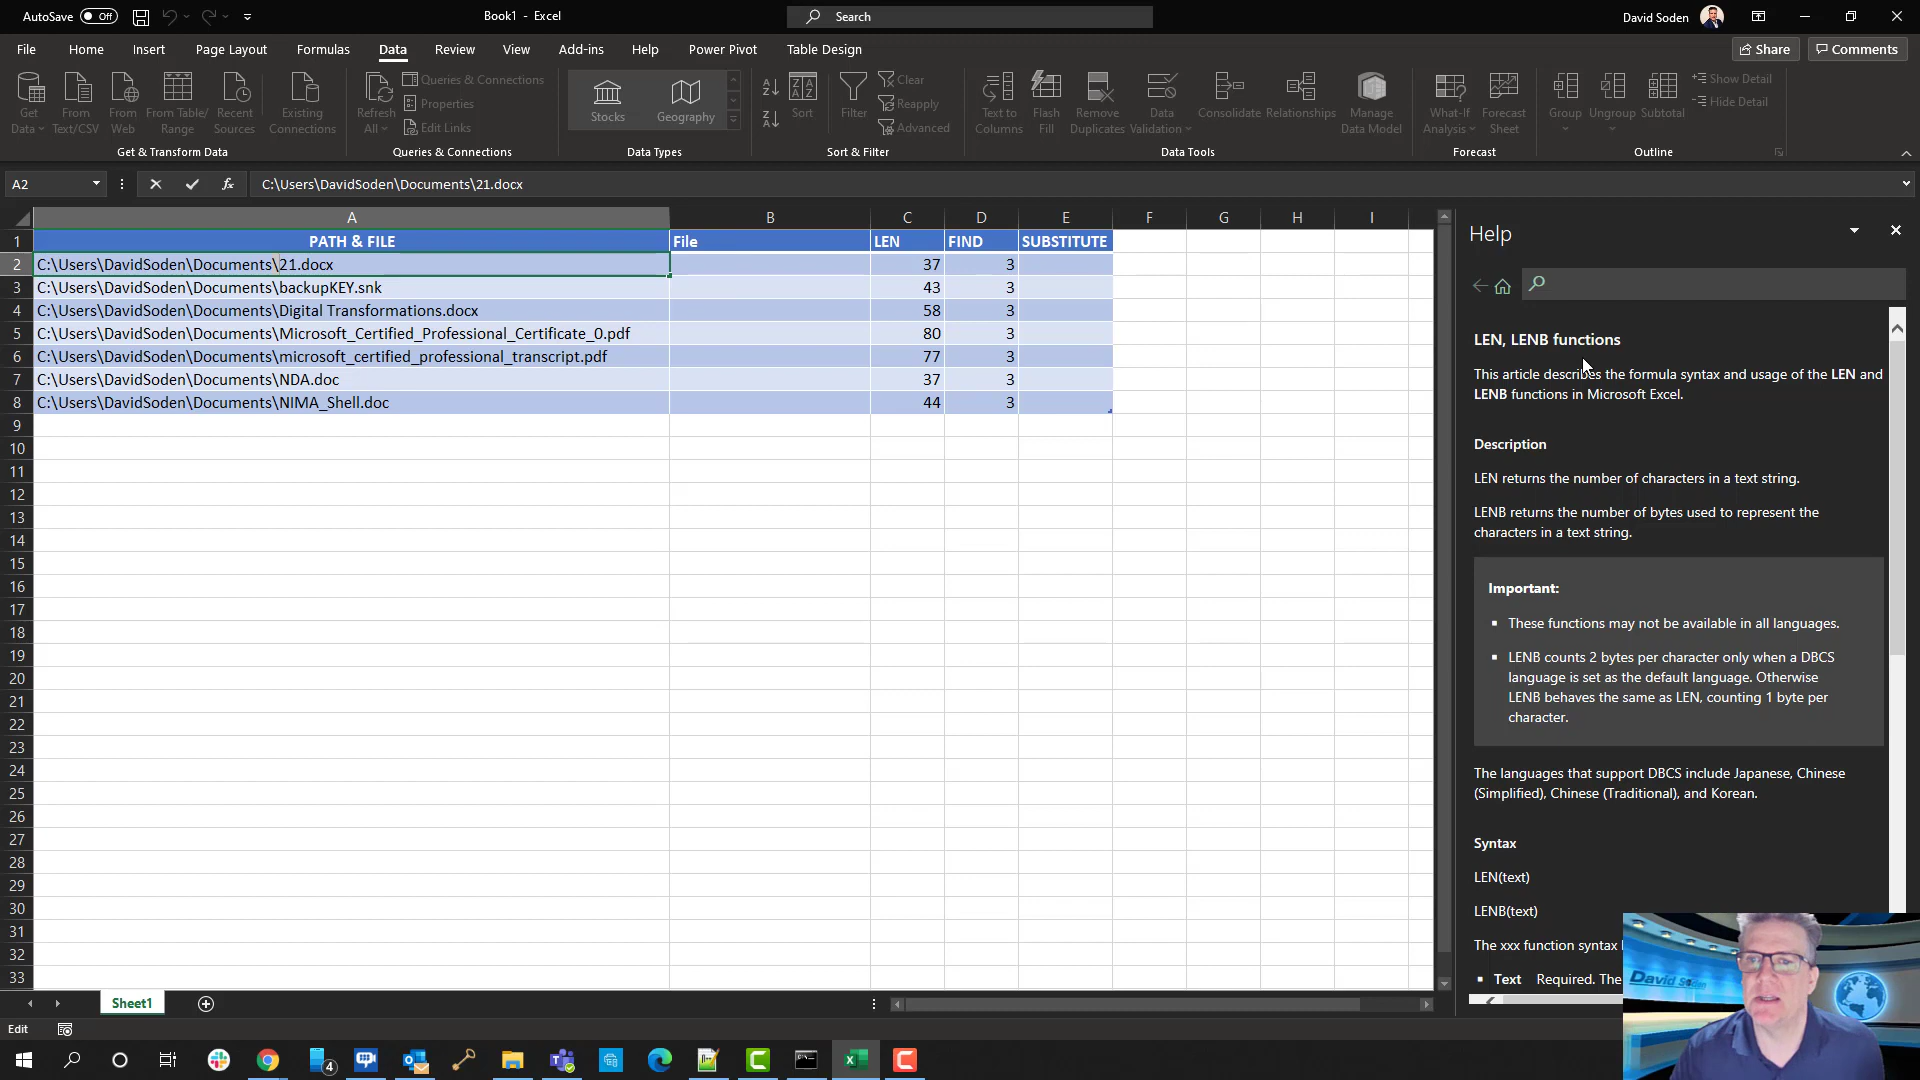 AutoSave Off Book1 - Excel Search David Soden
File Home Insert Page Layout Formulas Data Review View Add-ins Help Power Pivot Table Design Share Comments
Get Data From Text/CSV From Web From Table/ Range Recent Sources Existing Connections Refresh All Queries & Connections Properties Edit Links Stocks Geography Sort Filter Clear Reapply Advanced Text to Columns Flash Fill Remove Duplicates Data Validation Consolidate Relationships Manage Data Model What-If Analysis Forecast Sheet Group Ungroup Subtotal Show Detail Hide Detail
Get & Transform Data Queries & Connections Data Types Sort & Filter Data Tools Forecast Outline
A2 fx C:\Users\DavidSoden\Documents\21.docx
A B C D E F G H I
1 PATH & FILE File LEN FIND SUBSTITUTE
2 C:\Users\DavidSoden\Documents\21.docx 37 3
3 C:\Users\DavidSoden\Documents\backupKEY.snk 43 3
4 C:\Users\DavidSoden\Documents\Digital Transformations.docx 58 3
5 C:\Users\DavidSoden\Documents\Microsoft_Certified_Professional_Certificate_0.pdf 80 3
6 C:\Users\DavidSoden\Documents\microsoft_certified_professional_transcript.pdf 77 3
7 C:\Users\DavidSoden\Documents\NDA.doc 37 3
8 C:\Users\DavidSoden\Documents\NIMA_Shell.doc 44 3
9
10
11
12
13
14
15
16
17
18
19
20
21
22
23
24
25
26
27
28
29
30
31
32
33
Sheet1
Edit
4
Help
LEN, LENB functions
This article describes the formula syntax and usage of the LEN and
LENB functions in Microsoft Excel.
Description
LEN returns the number of characters in a text string.
LENB returns the number of bytes used to represent the
characters in a text string.
Important:
These functions may not be available in all languages.
LENB counts 2 bytes per character only when a DBCS
language is set as the default language. Otherwise
LENB behaves the same as LEN, counting 1 byte per
character.
The languages that support DBCS include Japanese, Chinese
(Simplified), Chinese (Traditional), and Korean.
Syntax
LEN(text)
LENB(text)
The xxx function syntax
Text Required. The
David Soden